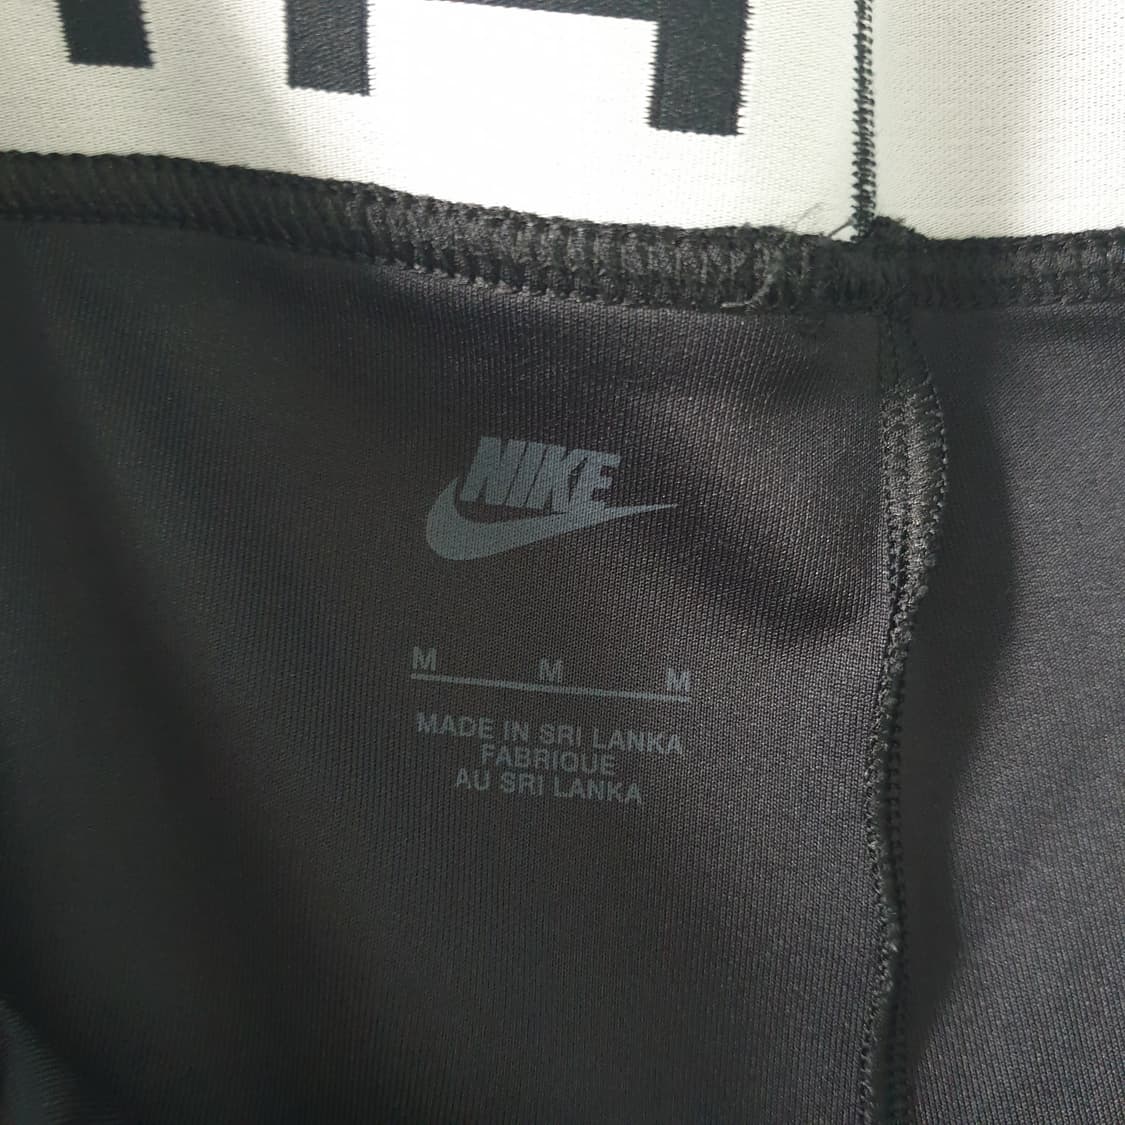 NIKE
M M M
MADE IN SRI LANKA
FABRIQUE
AU SRI LANKA